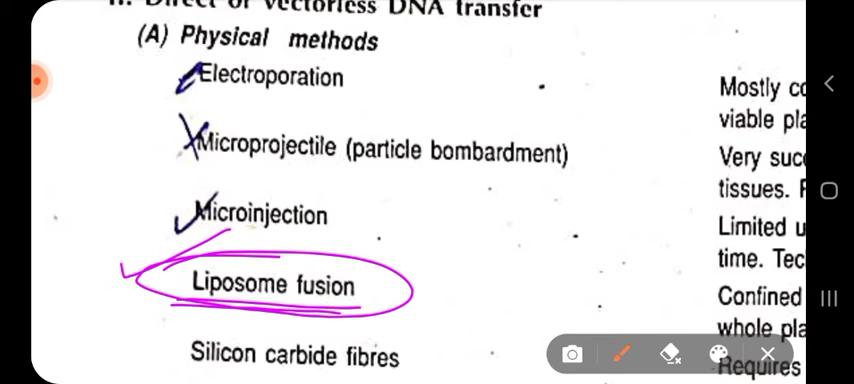 II. Direct or vectorless DNA transfer
(A) Physical methods
Electroporation
Mostly co
viable pla
Microprojectile (particle bombardment)
Very succ
tissues. F
Microinjection
Limited u
time. Tec
Liposome fusion
Confined
whole pla
Silicon carbide fibres
Requires